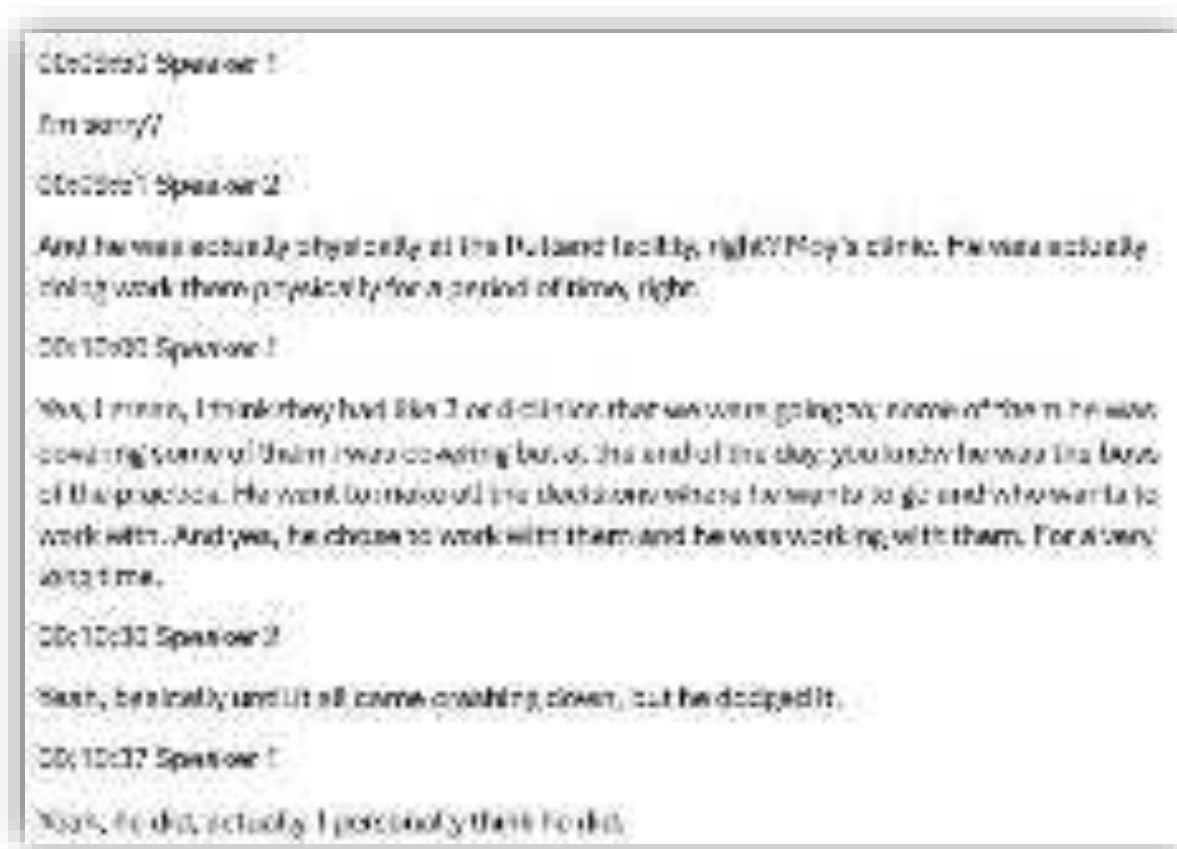 Speaker 1
I'm sorry?
Speaker 2
And he was actually physically at the facility, right? clinic. He was actually
doing work there physically for a period of time, right.
Speaker 1
Yes, I mean, I think they had like 3 or 4 clinics that we were going to, some of them he was
covering some of them I was covering but at the end of the day, you know he was the boss
of the practice. He went to make all the decisions where he wants to go and who wants to
work with. And yes, he chose to work with them and he was working with them. For a very
long time.
Speaker 2
Yeah, basically until it all came crashing down, but he dodged it.
Speaker 1
Yeah, he did, actually. I personally think he did.